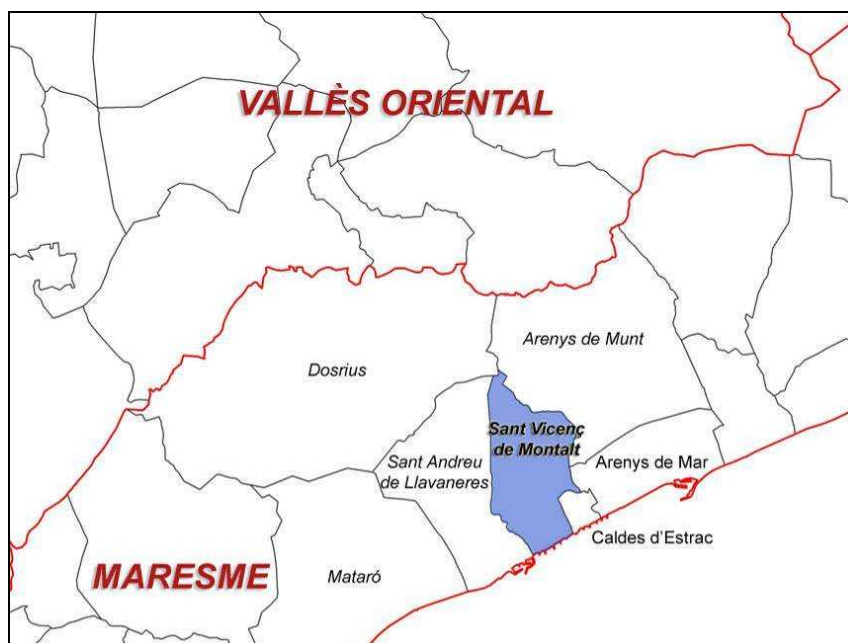 VALLÈS ORIENTAL
Arenys de Munt
Dosrius
Sant Vicenç
de Montalt
Sant Andreu
de Llavaneres
Arenys de Mar
Caldes d'Estrac
MARESME
Mataró